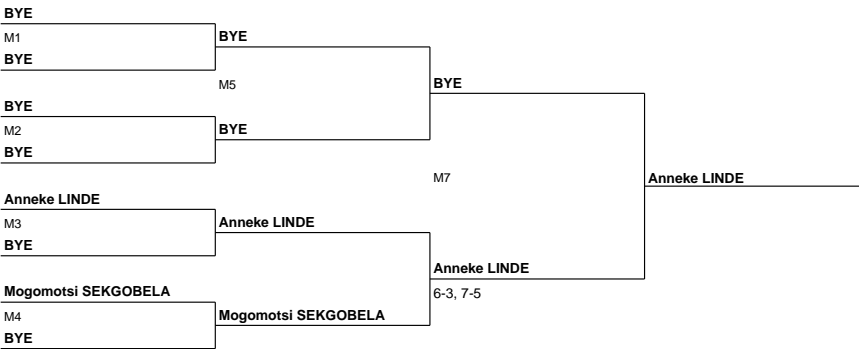 BYE
M1
BYE
BYE
M5
BYE
M2
BYE
BYE
BYE
M7
Anneke LINDE
Anneke LINDE
M3
BYE
Anneke LINDE
Anneke LINDE
6-3, 7-5
Mogomotsi SEKGOBELA
M4
BYE
Mogomotsi SEKGOBELA